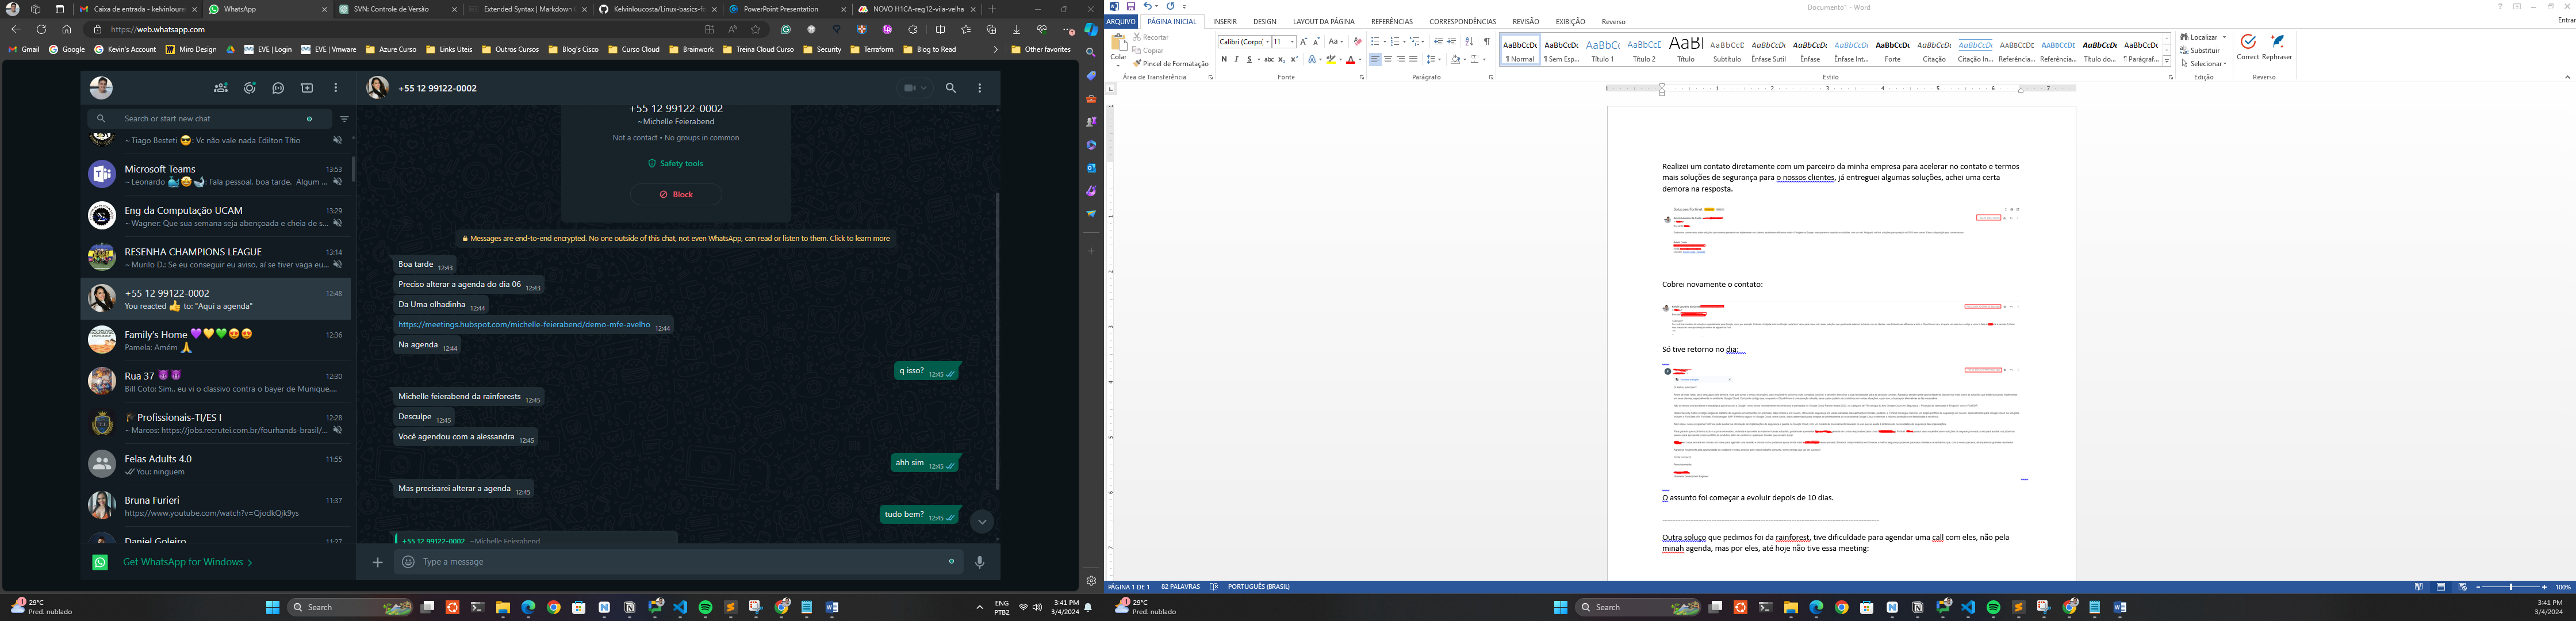 Caixa de entrada - kelvinlourer
WhatsApp
SVN: Controle de Versão
Extended Syntax | Markdown G
Kelvinloucosta/Linux-basics-fo
PowerPoint Presentation
NOVO H1CA-reg12-vila-velha
https://web.whatsapp.com
Gmail
Google
Kevin's Account
Miro Design
EVE | Login
EVE | Vmware
Azure Curso
Links Uteis
Outros Cursos
Blog's Cisco
Curso Cloud
Brainwork
Treina Cloud Curso
Security
Terraform
Blog to Read
Other favorites
Search or start new chat
~ Tiago Besteti 😎: Vc não vale nada Edilton Titio
Microsoft Teams 13:53
~ Leonardo 🐳🤩🐋: Fala pessoal, boa tarde. Algum ...
Eng da Computação UCAM 13:29
~ Wagner: Que sua semana seja abençoada e cheia de s...
RESENHA CHAMPIONS LEAGUE 13:14
~ Murilo D.: Se eu conseguir eu aviso, aí se tiver vaga eu...
+55 12 99122-0002 12:48
You reacted 👍 to: "Aqui a agenda"
Family's Home 💜💛💚😍😍 12:36
Pamela: Amém 🙏
Rua 37 😈😈 12:30
Bill Coto: Sim.. eu vi o classivo contra o bayer de Munique....
🎓Profissionais-TI/ES I 12:28
~ Marcos: https://jobs.recrutei.com.br/fourhands-brasil/...
Felas Adults 4.0 11:55
You: ninguem
Bruna Furieri 11:37
https://www.youtube.com/watch?v=QjodkQjk9ys
Daniel Goleiro 11:27
Get WhatsApp for Windows
+55 12 99122-0002
+55 12 99122-0002
~Michelle Feierabend
Not a contact • No groups in common
Safety tools
Block
Messages are end-to-end encrypted. No one outside of this chat, not even WhatsApp, can read or listen to them. Click to learn more
Boa tarde 12:43
Preciso alterar a agenda do dia 06 12:43
Da Uma olhadinha 12:44
https://meetings.hubspot.com/michelle-feierabend/demo-mfe-avelho 12:44
Na agenda 12:44
q isso? 12:45
Michelle feierabend da rainforests 12:45
Desculpe 12:45
Você agendou com a alessandra 12:45
ahh sim 12:45
Mas precisarei alterar a agenda 12:45
tudo bem? 12:45
+55 12 99122-0002 ~Michelle Feierabend
Type a message
29°C
Pred. nublado
Search
ENG
PTB2
3:41 PM
3/4/2024
Documento1 - Word
Entrar
ARQUIVO
PÁGINA INICIAL
INSERIR
DESIGN
LAYOUT DA PÁGINA
REFERÊNCIAS
CORRESPONDÊNCIAS
REVISÃO
EXIBIÇÃO
Reverso
Colar
Recortar
Copiar
Pincel de Formatação
Área de Transferência
Calibri (Corpo)
11
N I S abc x₂ x²
Fonte
Parágrafo
¶ Normal
¶ Sem Esp...
Título 1
Título 2
Título
Subtítulo
Ênfase Sutil
Ênfase
Ênfase Int...
Forte
Citação
Citação In...
Referência...
Referência...
Título do...
¶ Parágraf...
Estilo
Localizar
Substituir
Selecionar
Edição
Correct
Rephraser
Reverso
Realizei um contato diretamente com um parceiro da minha empresa para acelerar no contato e termos
mais soluções de segurança para o nossos clientes, já entreguei algumas soluções, achei uma certa
demora na resposta.
Cobrei novamente o contato:
Só tive retorno no dia:
O assunto foi começar a evoluir depois de 10 dias.
Outra soluço que pedimos foi da rainforest, tive dificuldade para agendar uma call com eles, não pela
minah agenda, mas por eles, até hoje não tive essa meeting:
PÁGINA 1 DE 1
82 PALAVRAS
PORTUGUÊS (BRASIL)
100%
29°C
Pred. nublado
Search
3:41 PM
3/4/2024